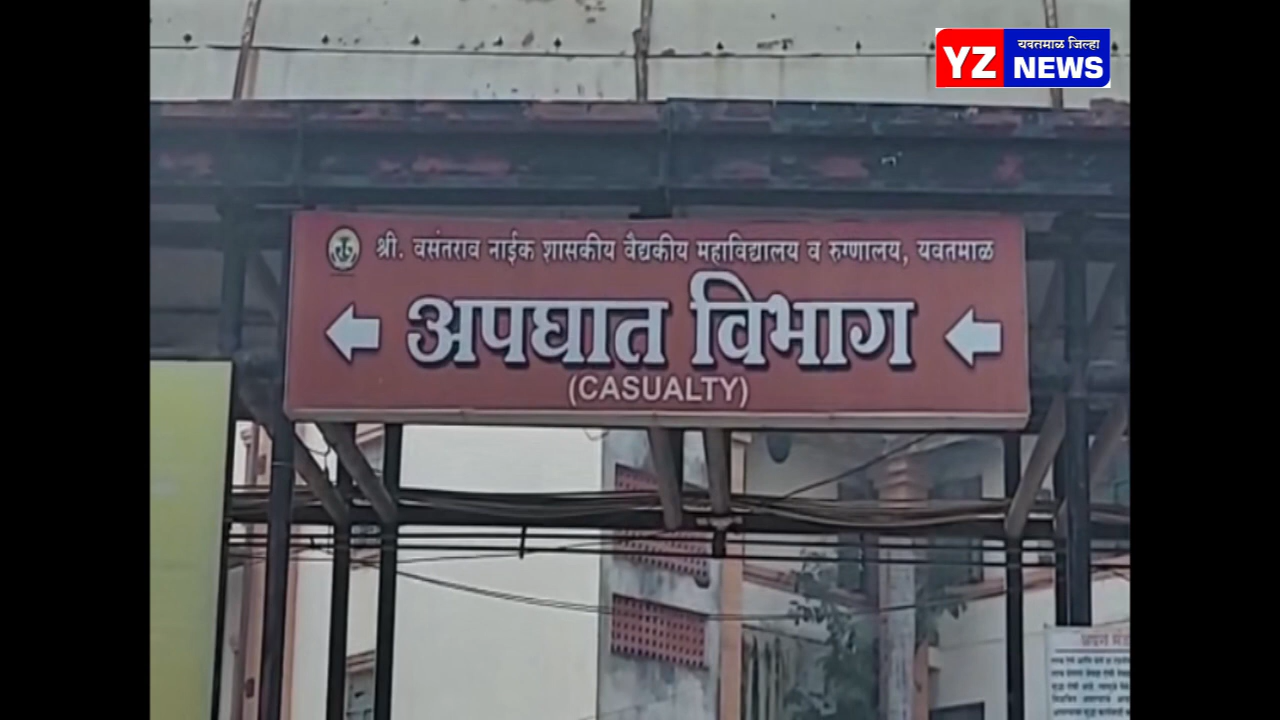 YZ
यवतमाळ जिल्हा
NEWS
श्री. वसंतराव नाईक शासकीय वैद्यकीय महाविद्यालय व रुग्णालय, यवतमाळ
अपघात विभाग
(CASUALTY)